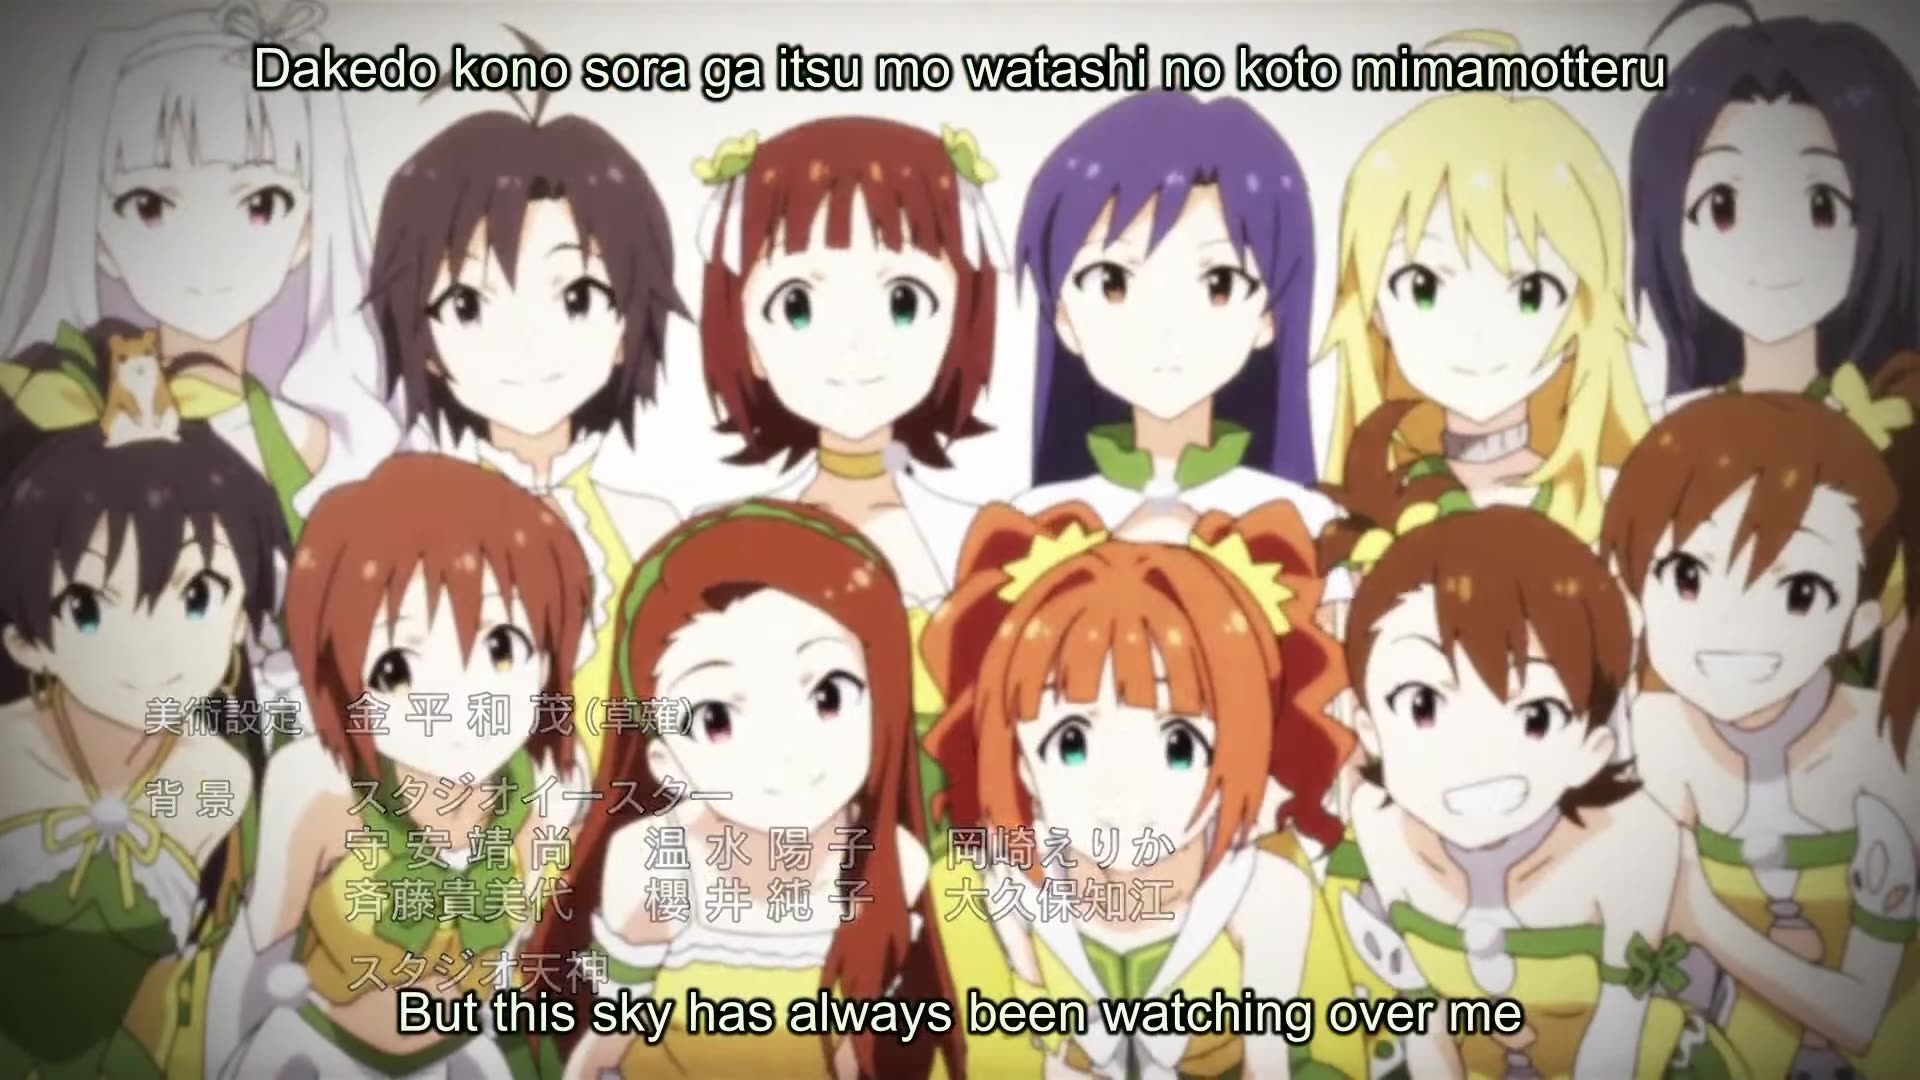 Dakedo kono sora ga itsu mo watashi no koto mimamotteru
美術設定 金平和茂(草薙)
背景 スタジオイースター
守安靖尚 温水陽子 岡崎えりか
斉藤貴美代 櫻井純子 大久保知江
スタジオ天神
But this sky has always been watching over me